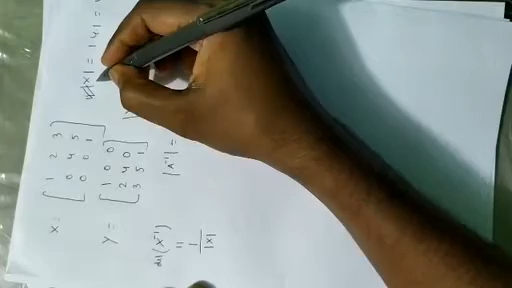 x = [ 1 2 3
0 4 5
0 0 1 ]
|x| = |y| =
y = [ 1 0 0
2 4 0
3 5 1 ]
det(x⁻¹) = 1/|x|
|x⁻¹| =